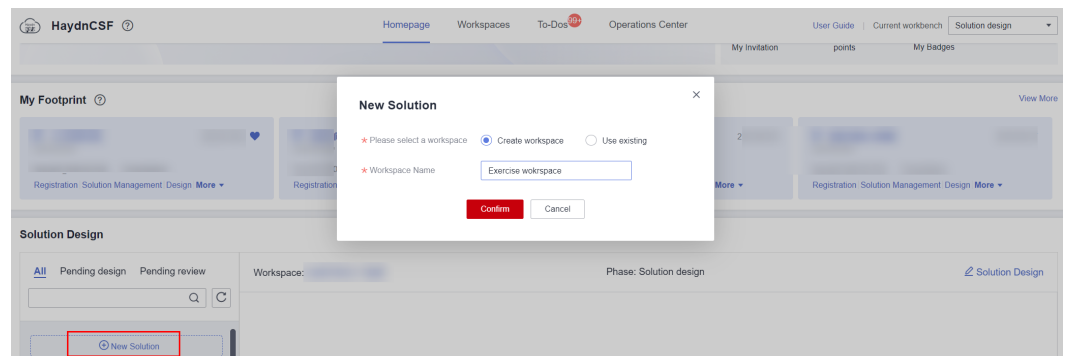 HaydnCSF
Homepage Workspaces To-Dos 99+ Operations Center
User Guide Current workbench Solution design
My Invitation points My Badges
My Footprint
View More
New Solution
* Please select a workspace Create workspace Use existing
* Workspace Name Exercise wokrspace
Confirm Cancel
Registration Solution Management Design More
Registration
More
Registration Solution Management Design More
Solution Design
All Pending design Pending review
Workspace: Phase: Solution design Solution Design
New Solution